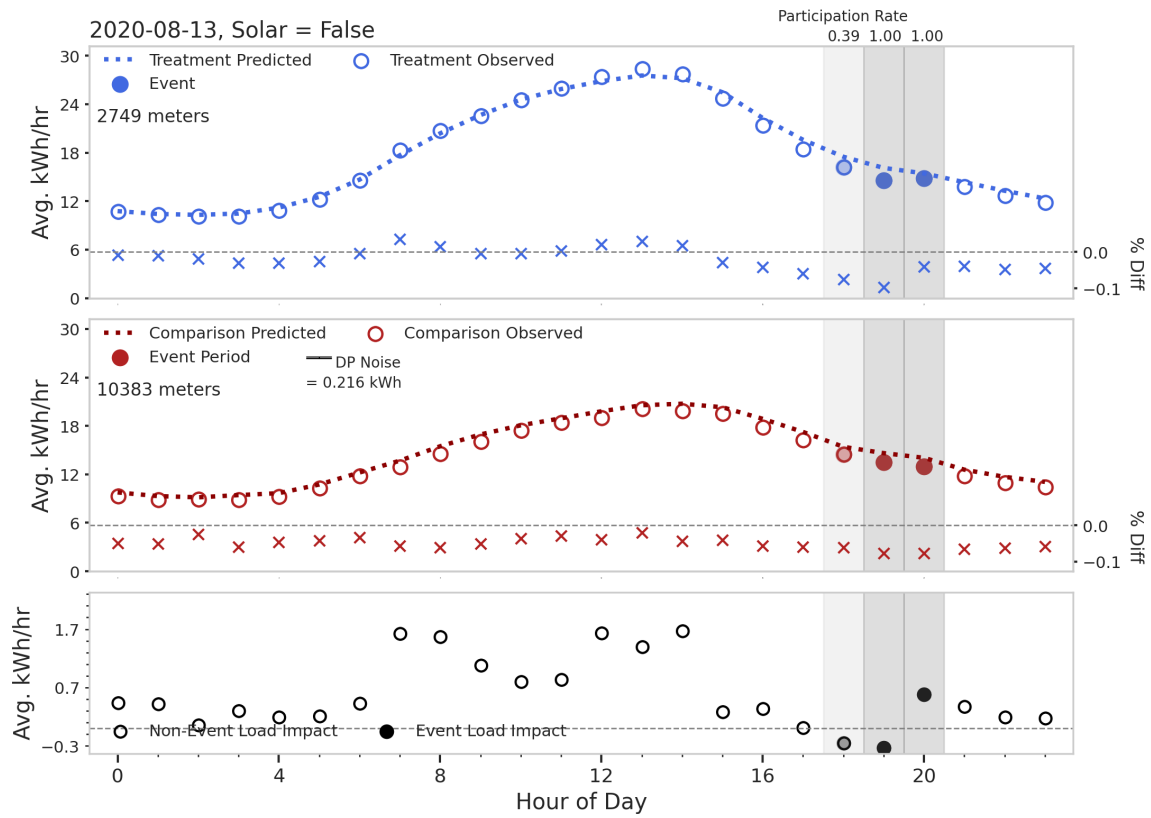 Participation Rate
2020-08-13, Solar = False
0.39 1.00 1.00
30
Treatment Predicted
Treatment Observed
Event
24
2749 meters
18
12
6
0
Avg. kWh/hr
0.0
−0.1
% Diff
30
Comparison Predicted
Comparison Observed
Event Period
DP Noise
= 0.216 kWh
24
10383 meters
18
12
6
0
Avg. kWh/hr
0.0
−0.1
% Diff
1.7
0.7
−0.3
Avg. kWh/hr
Non-Event Load Impact
Event Load Impact
0 4 8 12 16 20
Hour of Day